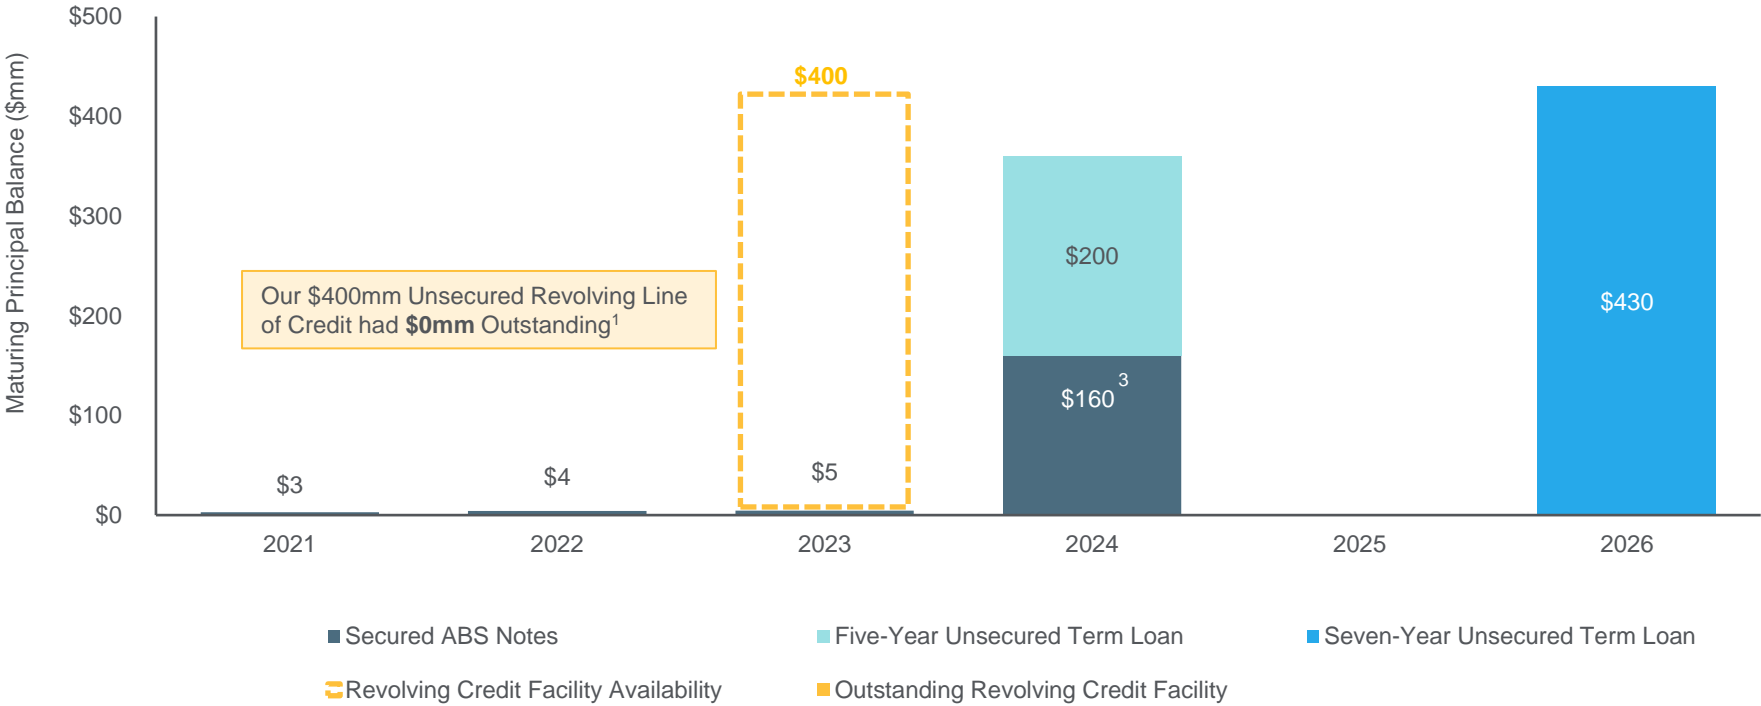 Maturing Principal Balance ($mm)
$500
$400
$300
$200
$100
$0
$400
Our $400mm Unsecured Revolving Line
of Credit had $0mm Outstanding¹
$3
$4
$5
$200
$160 ³
$430
2021
2022
2023
2024
2025
2026
Secured ABS Notes
Five-Year Unsecured Term Loan
Seven-Year Unsecured Term Loan
Revolving Credit Facility Availability
Outstanding Revolving Credit Facility